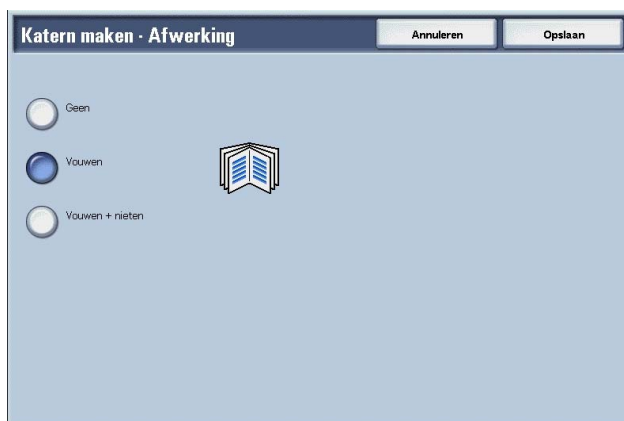 Katern maken - Afwerking
Annuleren
Opslaan
Geen
Vouwen
Vouwen + nieten